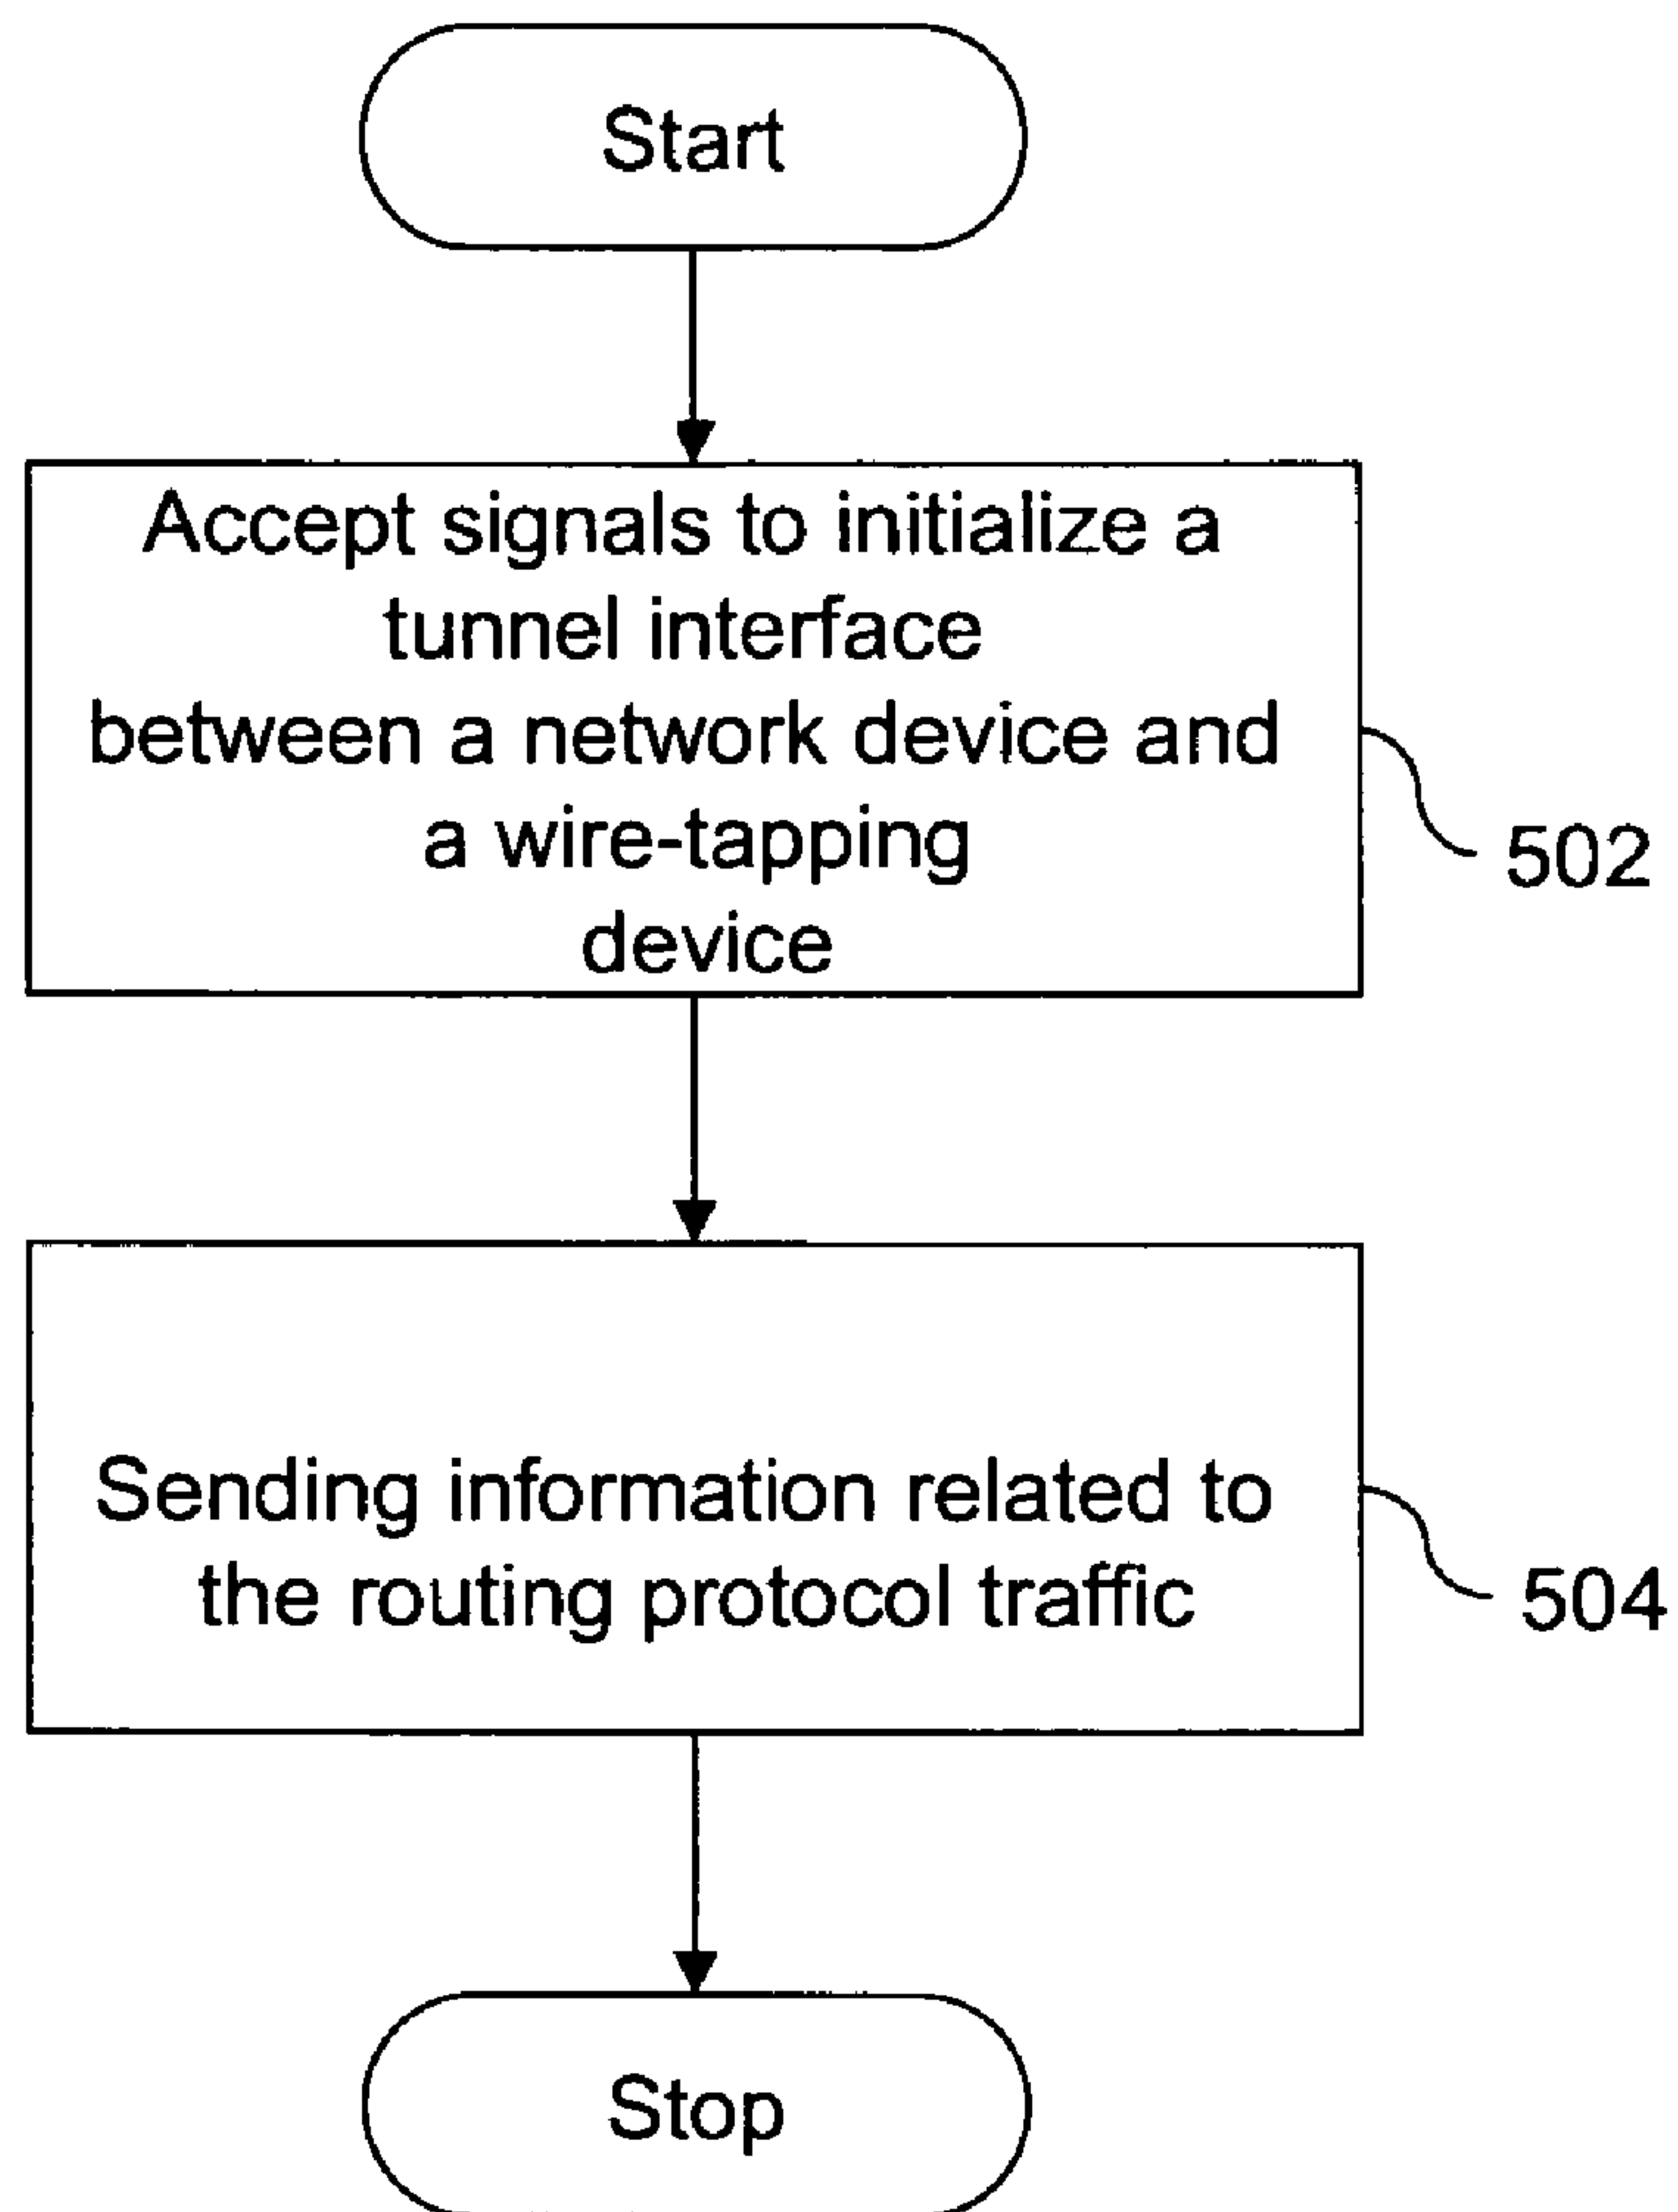 Start
Accept signals to initialize a
tunnel interface
between a network device and
a wire-tapping
device
502
Sending information related to
the routing protocol traffic
504
Stop